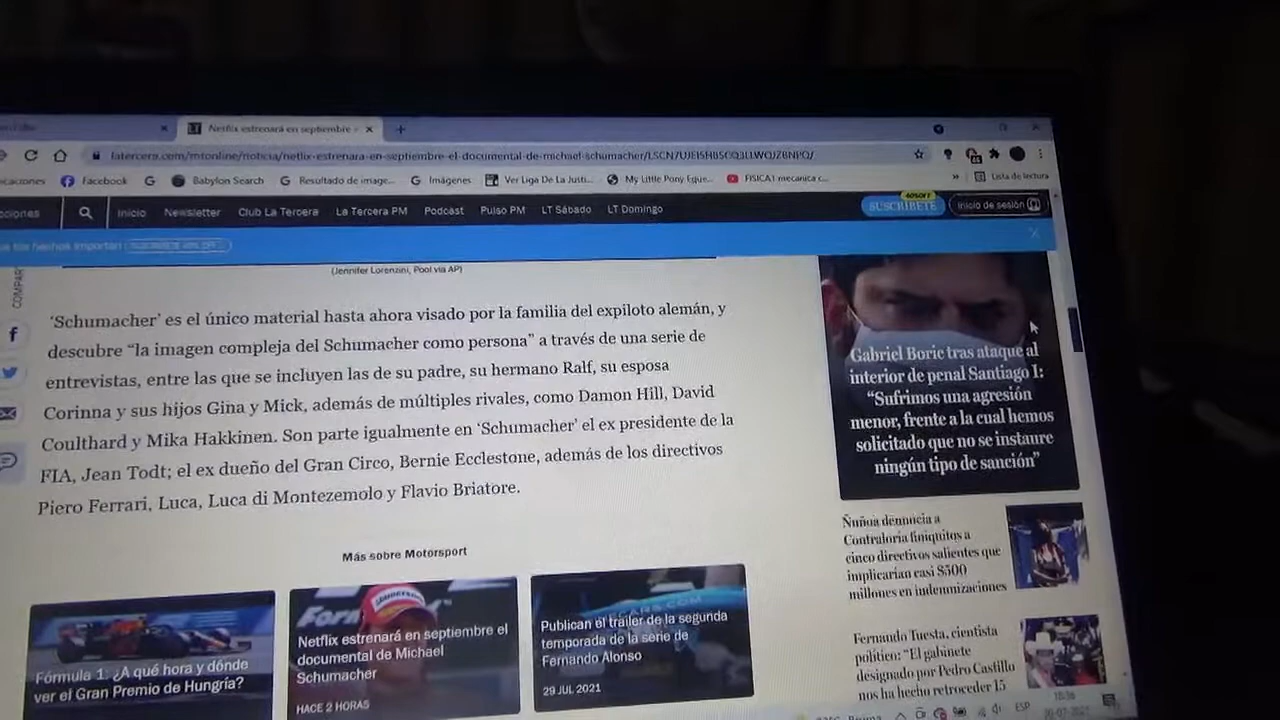 Netflix estrenará en septiembre
latercera.com/mtonline/noticia/netflix-estrenara-en-septiembre-el-documental-de-michael-schumacher/
Facebook
G
Babylon Search
Resultado de image...
Imágenes
Ver Liga De La Justi...
My Little Pony Eque...
FISICA1 mecanica c...
»
Lista de lectura
Inicio
Newsletter
Club La Tercera
La Tercera PM
Podcast
Pulso PM
LT Sábado
LT Domingo
40%OFF
SUSCRÍBETE
Inicio de sesión
(Jennifer Lorenzini, Pool via AP)
'Schumacher' es el único material hasta ahora visado por la familia del expiloto alemán, y
descubre “la imagen compleja del Schumacher como persona” a través de una serie de
entrevistas, entre las que se incluyen las de su padre, su hermano Ralf, su esposa
Corinna y sus hijos Gina y Mick, además de múltiples rivales, como Damon Hill, David
Coulthard y Mika Hakkinen. Son parte igualmente en 'Schumacher' el ex presidente de la
FIA, Jean Todt; el ex dueño del Gran Circo, Bernie Ecclestone, además de los directivos
Piero Ferrari, Luca, Luca di Montezemolo y Flavio Briatore.
Más sobre Motorsport
Fórmula 1: ¿A qué hora y dónde
ver el Gran Premio de Hungría?
Netflix estrenará en septiembre el
documental de Michael
Schumacher
HACE 2 HORAS
Publican el tráiler de la segunda
temporada de la serie de
Fernando Alonso
29 JUL 2021
Gabriel Boric tras ataque al
interior de penal Santiago 1:
“Sufrimos una agresión
menor, frente a la cual hemos
solicitado que no se instaure
ningún tipo de sanción”
Ñuñoa denuncia a
Contraloría finiquitos a
cinco directivos salientes que
implicarían casi $500
millones en indemnizaciones
Fernando Tuesta, cientista
político: “El gabinete
designado por Pedro Castillo
nos ha hecho retroceder 15
ESP
18:36